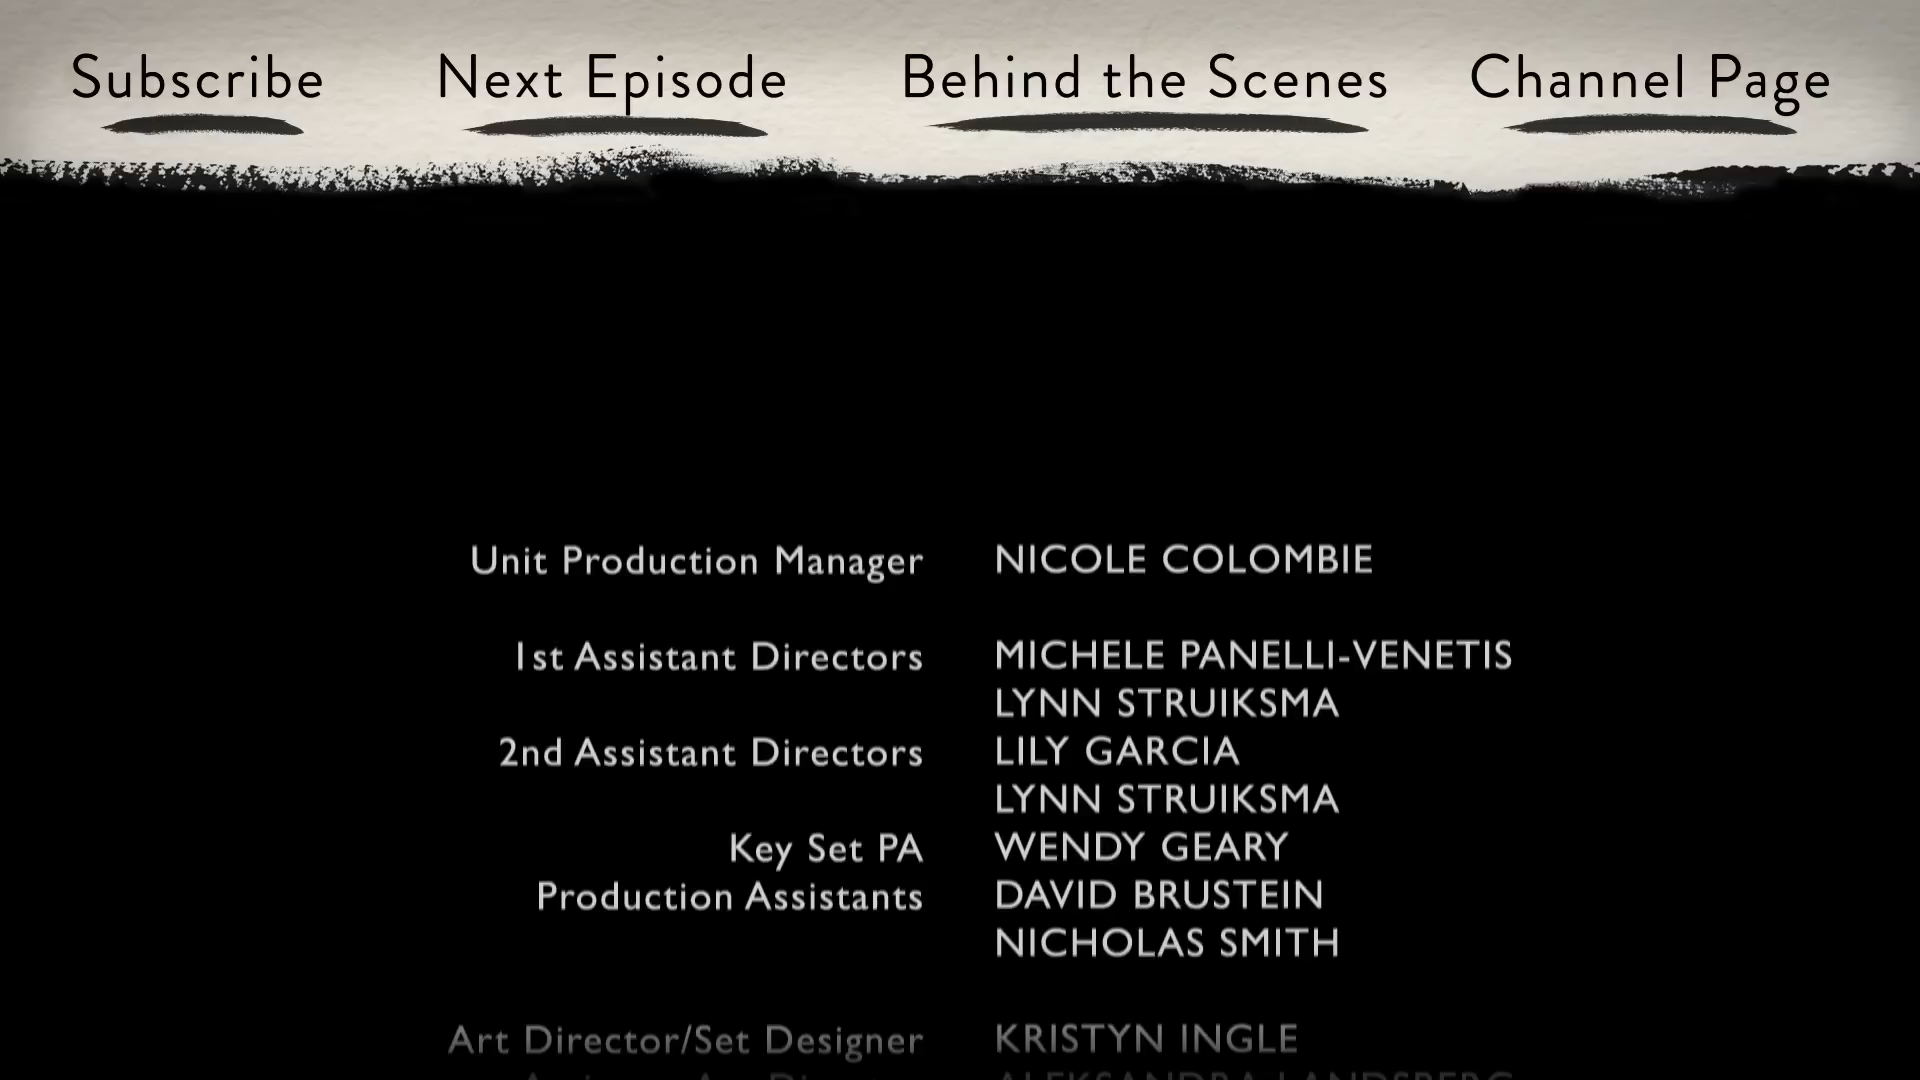 Subscribe Next Episode Behind the Scenes Channel Page
Unit Production Manager NICOLE COLOMBIE
1st Assistant Directors MICHELE PANELLI-VENETIS
LYNN STRUIKSMA
2nd Assistant Directors LILY GARCIA
LYNN STRUIKSMA
Key Set PA WENDY GEARY
Production Assistants DAVID BRUSTEIN
NICHOLAS SMITH
Art Director/Set Designer KRISTYN INGLE